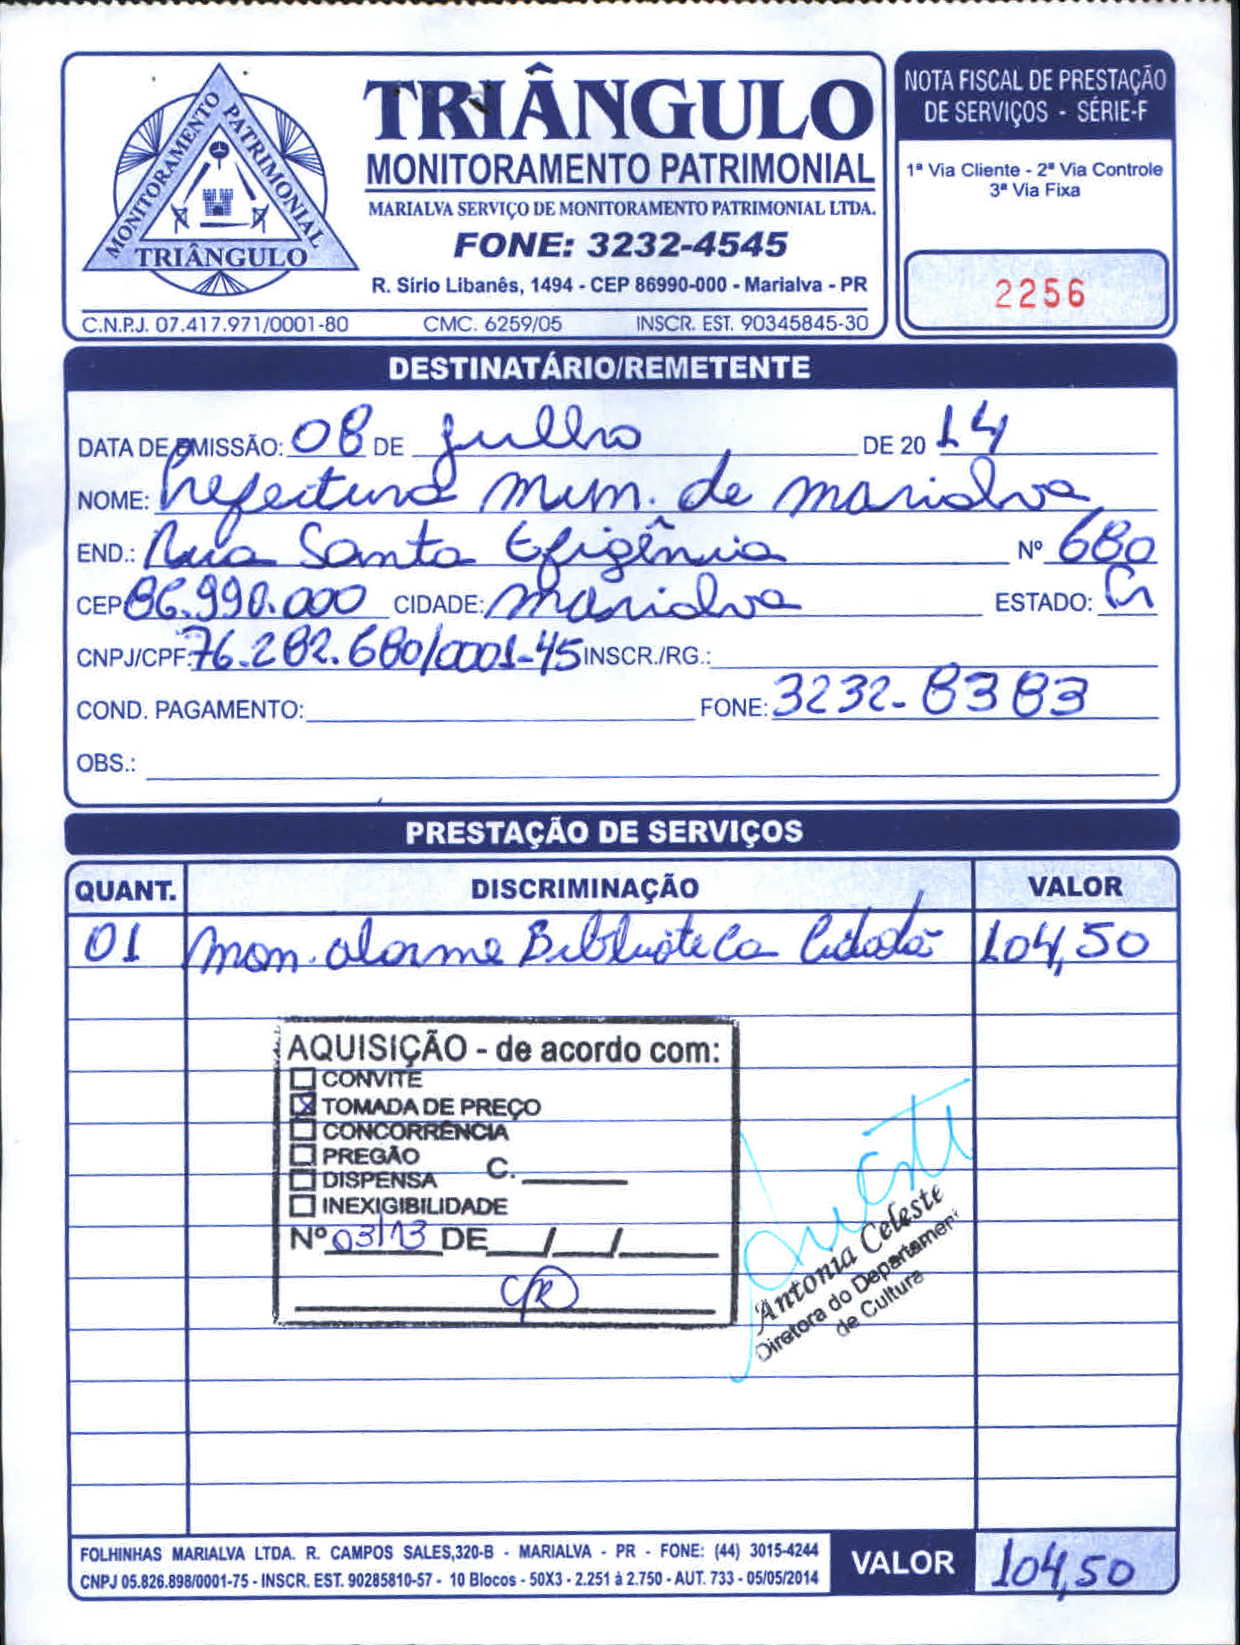 MONITORAMENTO PATRIMONIAL
TRIÂNGULO
TRIÂNGULO
MONITORAMENTO PATRIMONIAL
MARIALVA SERVIÇO DE MONITORAMENTO PATRIMONIAL LTDA.
FONE: 3232-4545
R. Sírio Libanês, 1494 - CEP 86990-000 - Marialva - PR
C.N.P.J. 07.417.971/0001-80 CMC. 6259/05 INSCR. EST. 90345845-30
NOTA FISCAL DE PRESTAÇÃO
DE SERVIÇOS - SÉRIE-F
1ª Via Cliente - 2ª Via Controle
3ª Via Fixa
2256
DESTINATÁRIO/REMETENTE
DATA DE EMISSÃO: 08 DE Julho DE 20 14
NOME: Prefeitura Mun. de Marialva
END.: Rua Santa Efigênia Nº 680
CEP: 86.990.000 CIDADE: Marialva ESTADO: Pr
CNPJ/CPF: 76.282.680/0001-45 INSCR./RG.:
COND. PAGAMENTO: FONE: 3232-8383
OBS.:
PRESTAÇÃO DE SERVIÇOS
QUANT. DISCRIMINAÇÃO VALOR
01 Mon. alarme Biblioteca Cidadã 104,50
AQUISIÇÃO - de acordo com:
CONVITE
TOMADA DE PREÇO
CONCORRÊNCIA
PREGÃO
DISPENSA C.
INEXIGIBILIDADE
Nº 03/13 DE / /
Antonia Celeste
Diretora do Departament
de Cultura
FOLHINHAS MARIALVA LTDA. R. CAMPOS SALES,320-B - MARIALVA - PR - FONE: (44) 3015-4244
CNPJ 05.826.898/0001-75 - INSCR. EST. 90285810-57 - 10 Blocos - 50X3 - 2.251 à 2.750 - AUT. 733 - 05/05/2014
VALOR 104,50